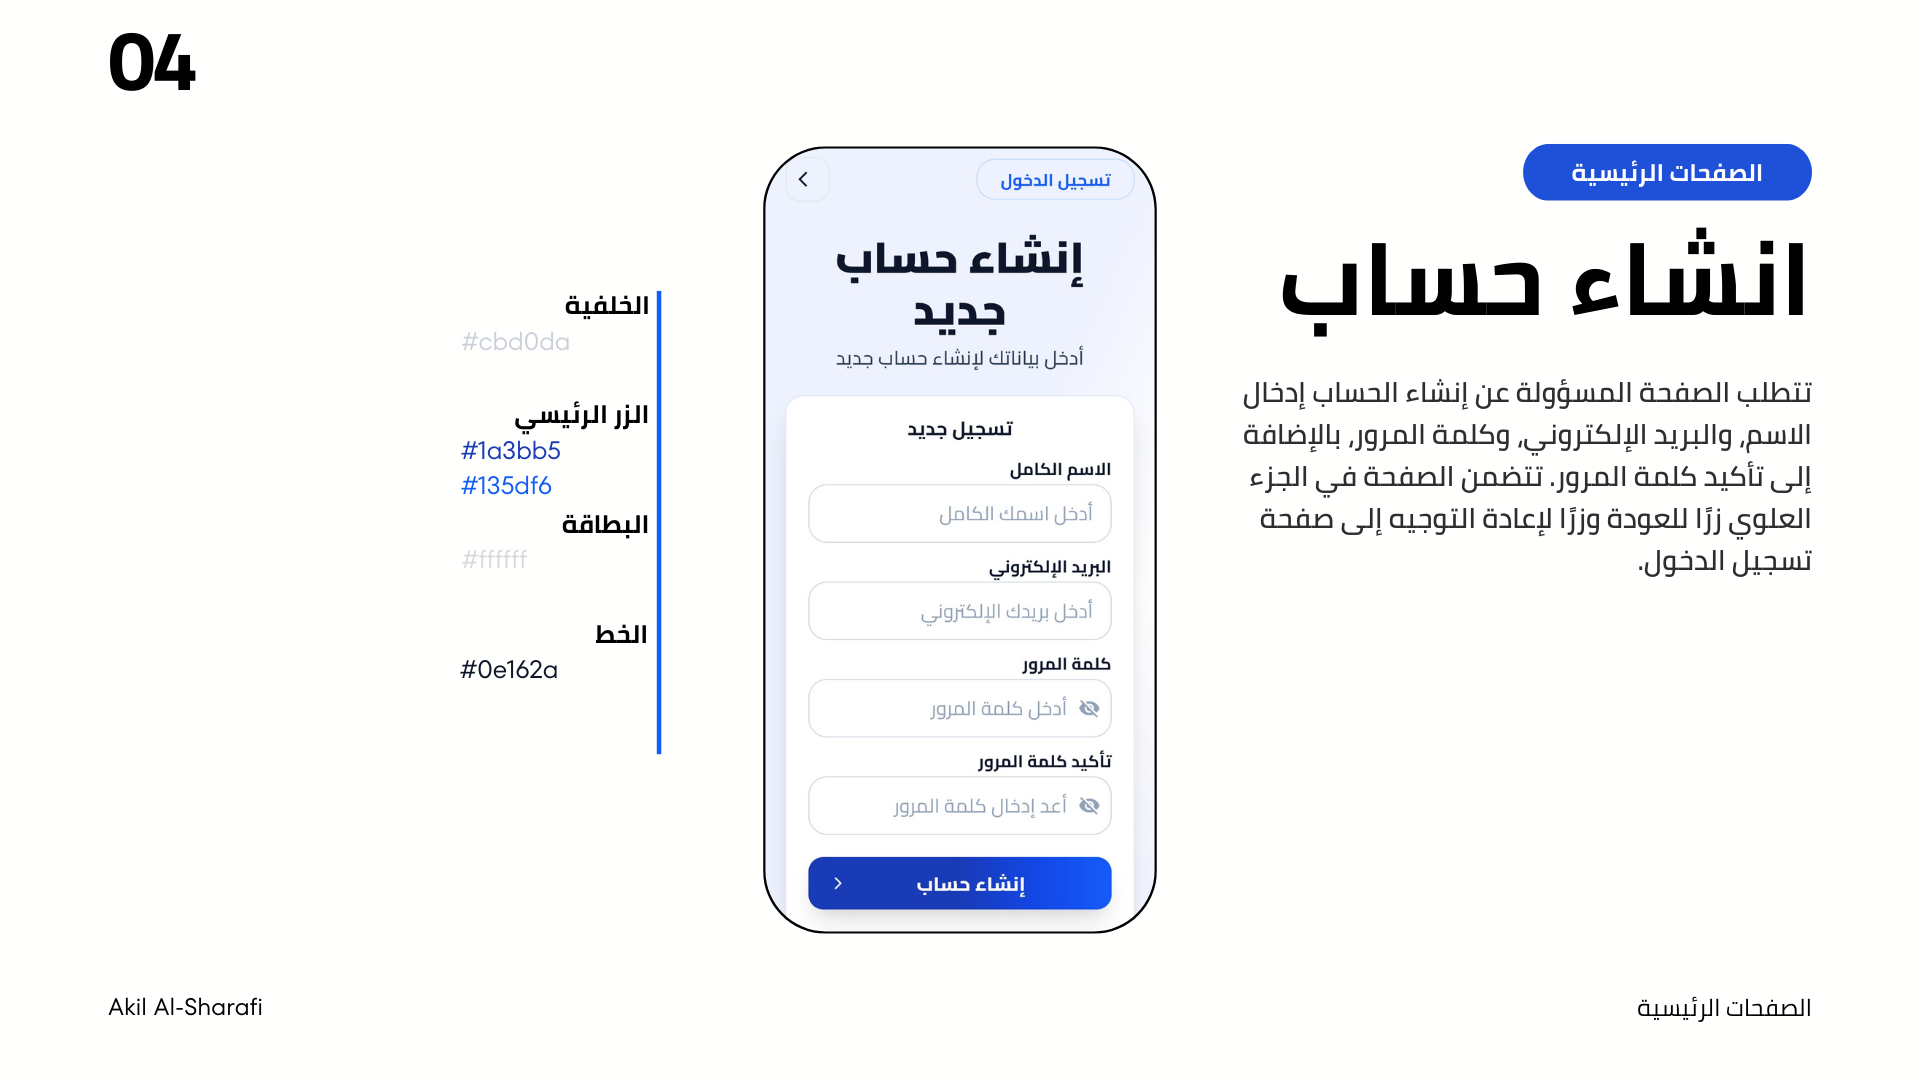 04
الصفحات الرئيسية
انشاء حساب
تتطلب الصفحة المسؤولة عن إنشاء الحساب إدخال
الاسم، والبريد الإلكتروني، وكلمة المرور، بالإضافة
إلى تأكيد كلمة المرور. تتضمن الصفحة في الجزء
العلوي زرًا للعودة وزرًا لإعادة التوجيه إلى صفحة
تسجيل الدخول.
تسجيل الدخول
إنشاء حساب
جديد
أدخل بياناتك لإنشاء حساب جديد
تسجيل جديد
الاسم الكامل
أدخل اسمك الكامل
البريد الإلكتروني
أدخل بريدك الإلكتروني
كلمة المرور
أدخل كلمة المرور
تأكيد كلمة المرور
أعد إدخال كلمة المرور
إنشاء حساب
الخلفية
#cbd0da
الزر الرئيسي
#1a3bb5
#135df6
البطاقة
#ffffff
الخط
#0e162a
الصفحات الرئيسية
Akil Al-Sharafi